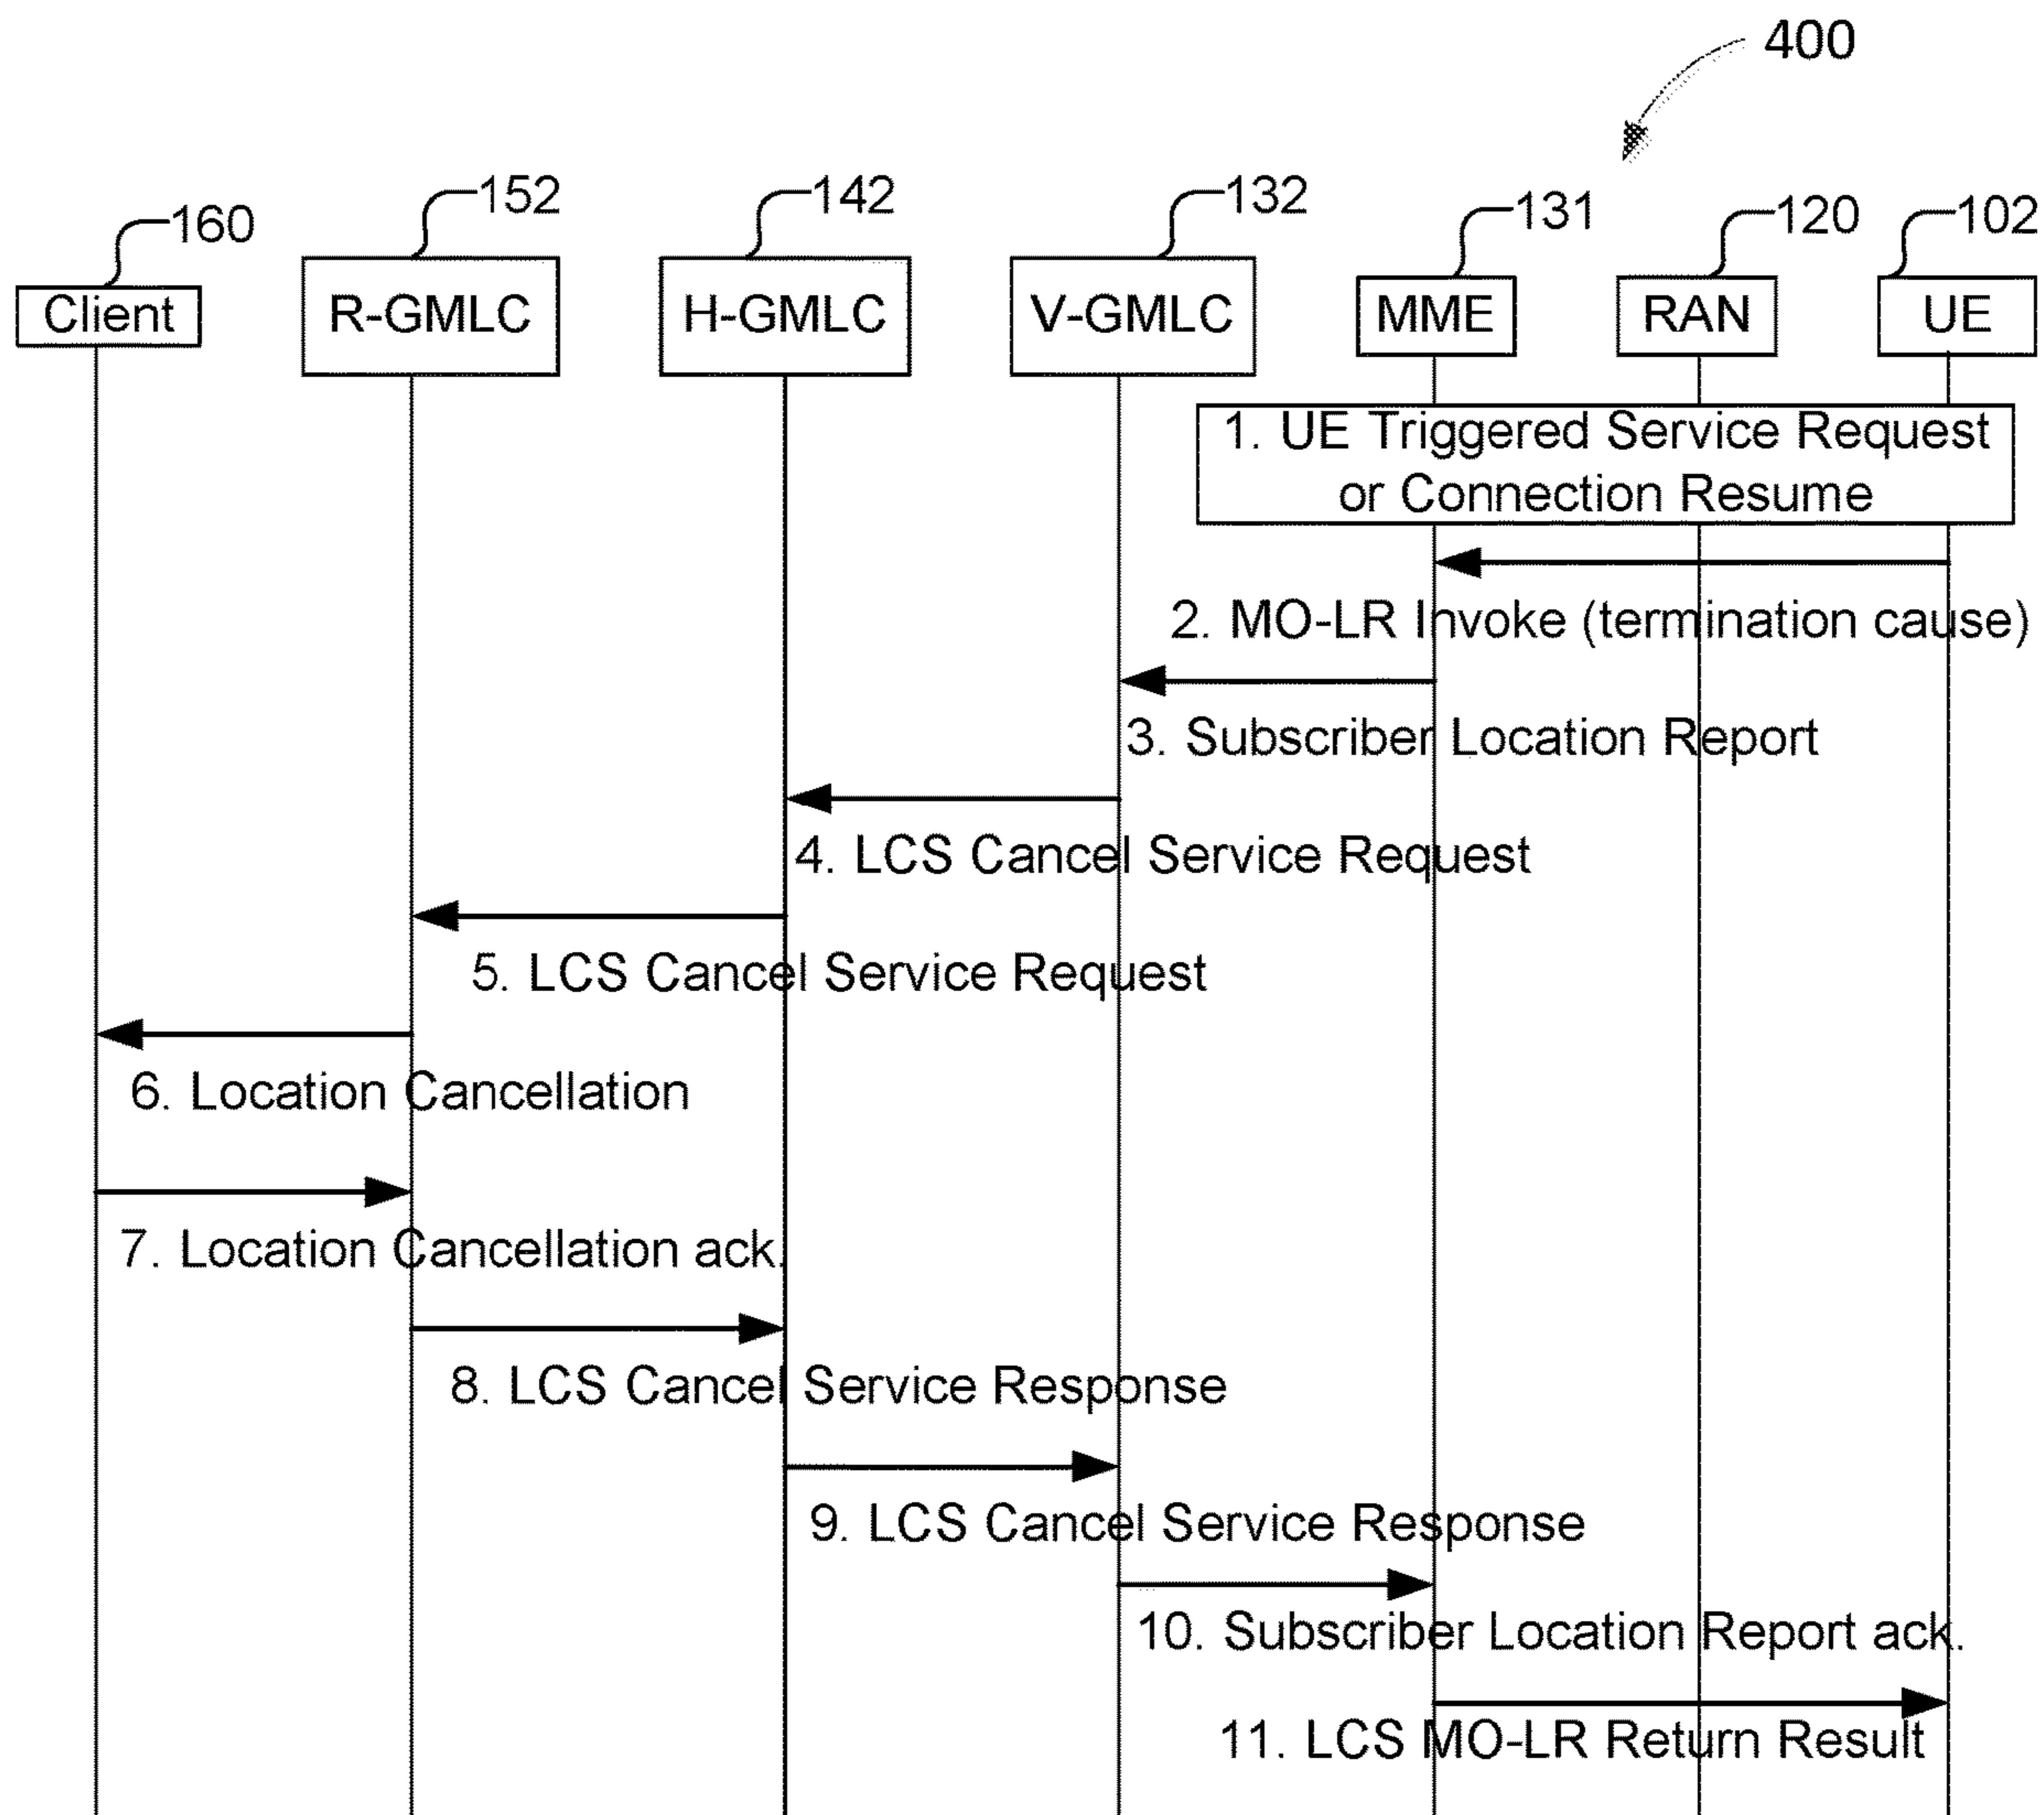 400
152
142
132
131
120
102
160
Client
R-GMLC
H-GMLC
V-GMLC
MME
RAN
UE
1. UE Triggered Service Request
or Connection Resume
2. MO-LR Invoke (termination cause)
3. Subscriber Location Report
4. LCS Cancel Service Request
5. LCS Cancel Service Request
6. Location Cancellation
7. Location Cancellation ack.
8. LCS Cancel Service Response
9. LCS Cancel Service Response
10. Subscriber Location Report ack.
11. LCS MO-LR Return Result